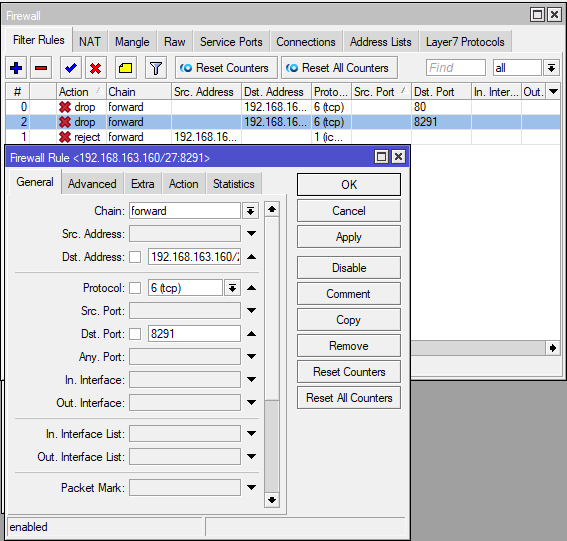 Firewall
Filter Rules NAT Mangle Raw Service Ports Connections Address Lists Layer7 Protocols
Reset Counters Reset All Counters Find all
# Action Chain Src. Address Dst. Address Proto... Src. Port Dst. Port In. Inter... Out.
0 drop forward 192.168.16... 6 (tcp) 80
2 drop forward 192.168.16... 6 (tcp) 8291
1 reject forward 192.168.16... 1 (ic...
Firewall Rule <192.168.163.160/27:8291>
General Advanced Extra Action Statistics
OK
Cancel
Apply
Disable
Comment
Copy
Remove
Reset Counters
Reset All Counters
Chain: forward
Src. Address:
Dst. Address: 192.168.163.160/2
Protocol: 6 (tcp)
Src. Port:
Dst. Port: 8291
Any. Port:
In. Interface:
Out. Interface:
In. Interface List:
Out. Interface List:
Packet Mark:
enabled